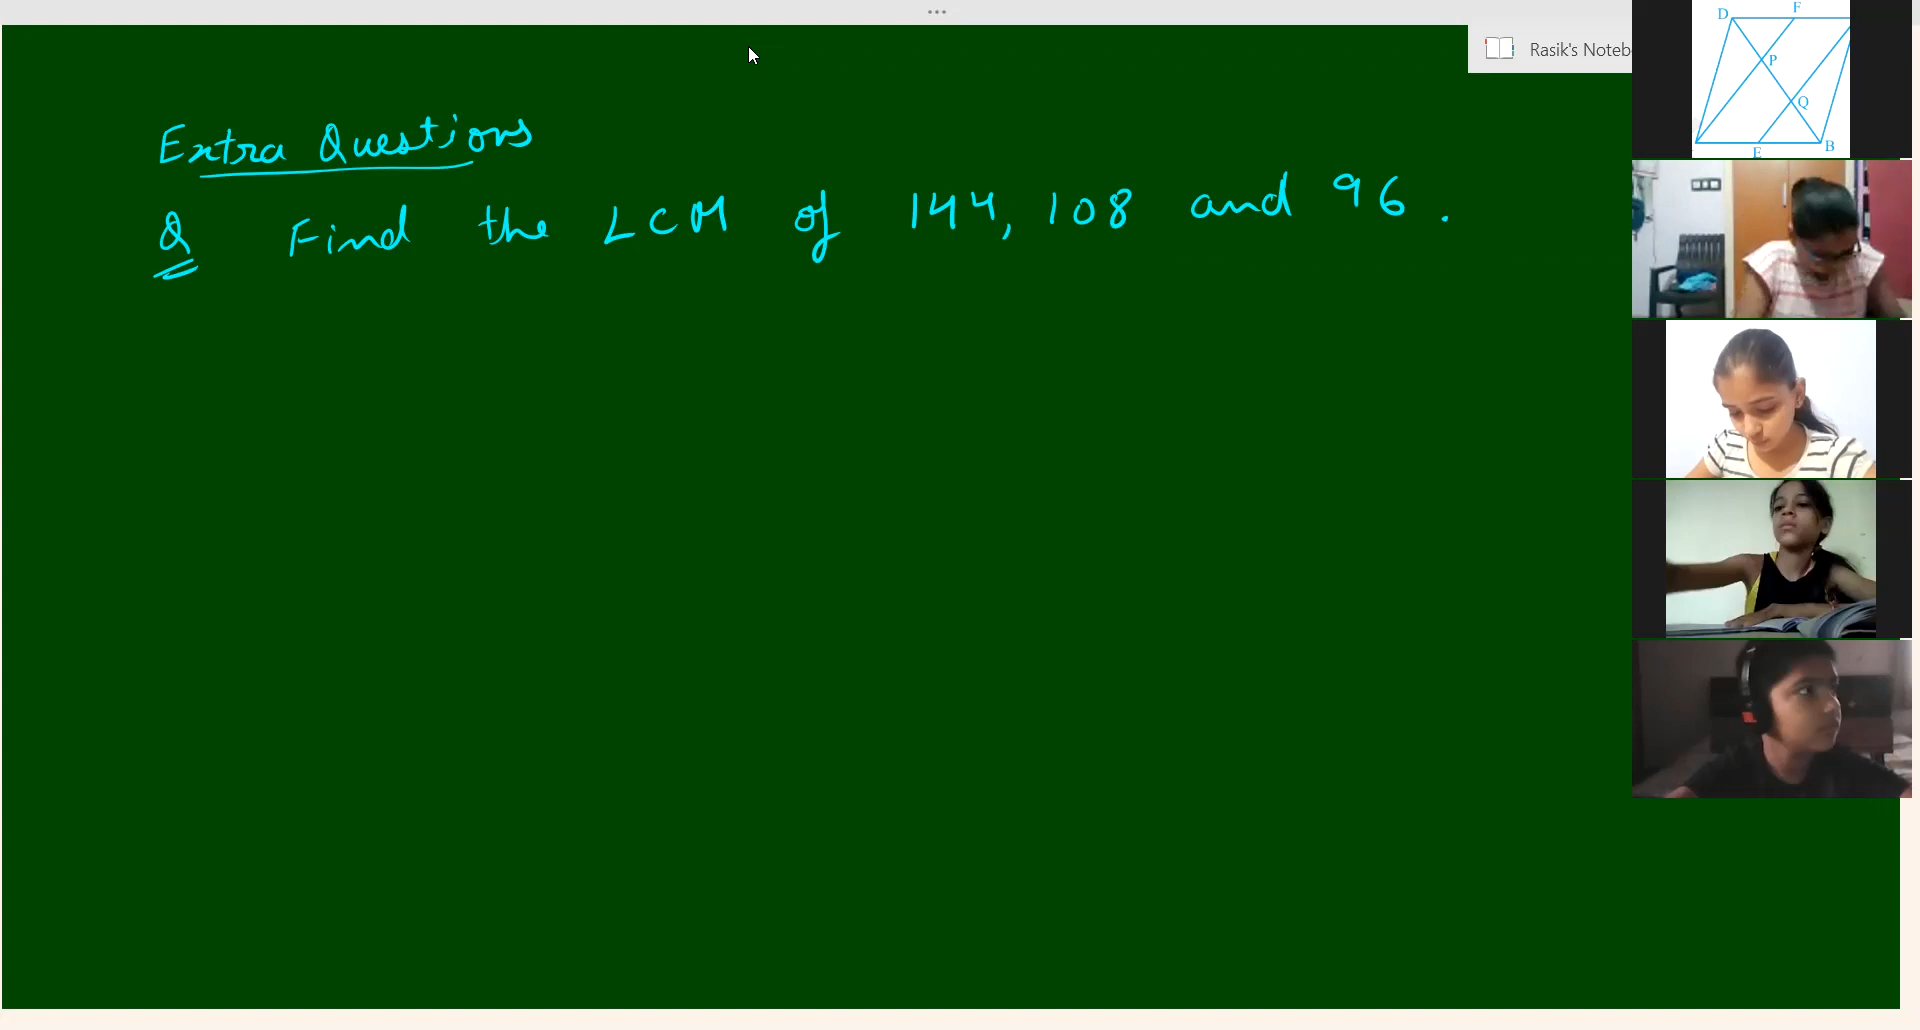 Rasik's Noteb
D F
P
Q
E B
Extra Questions
Q Find the LCM of 144, 108 and 96.